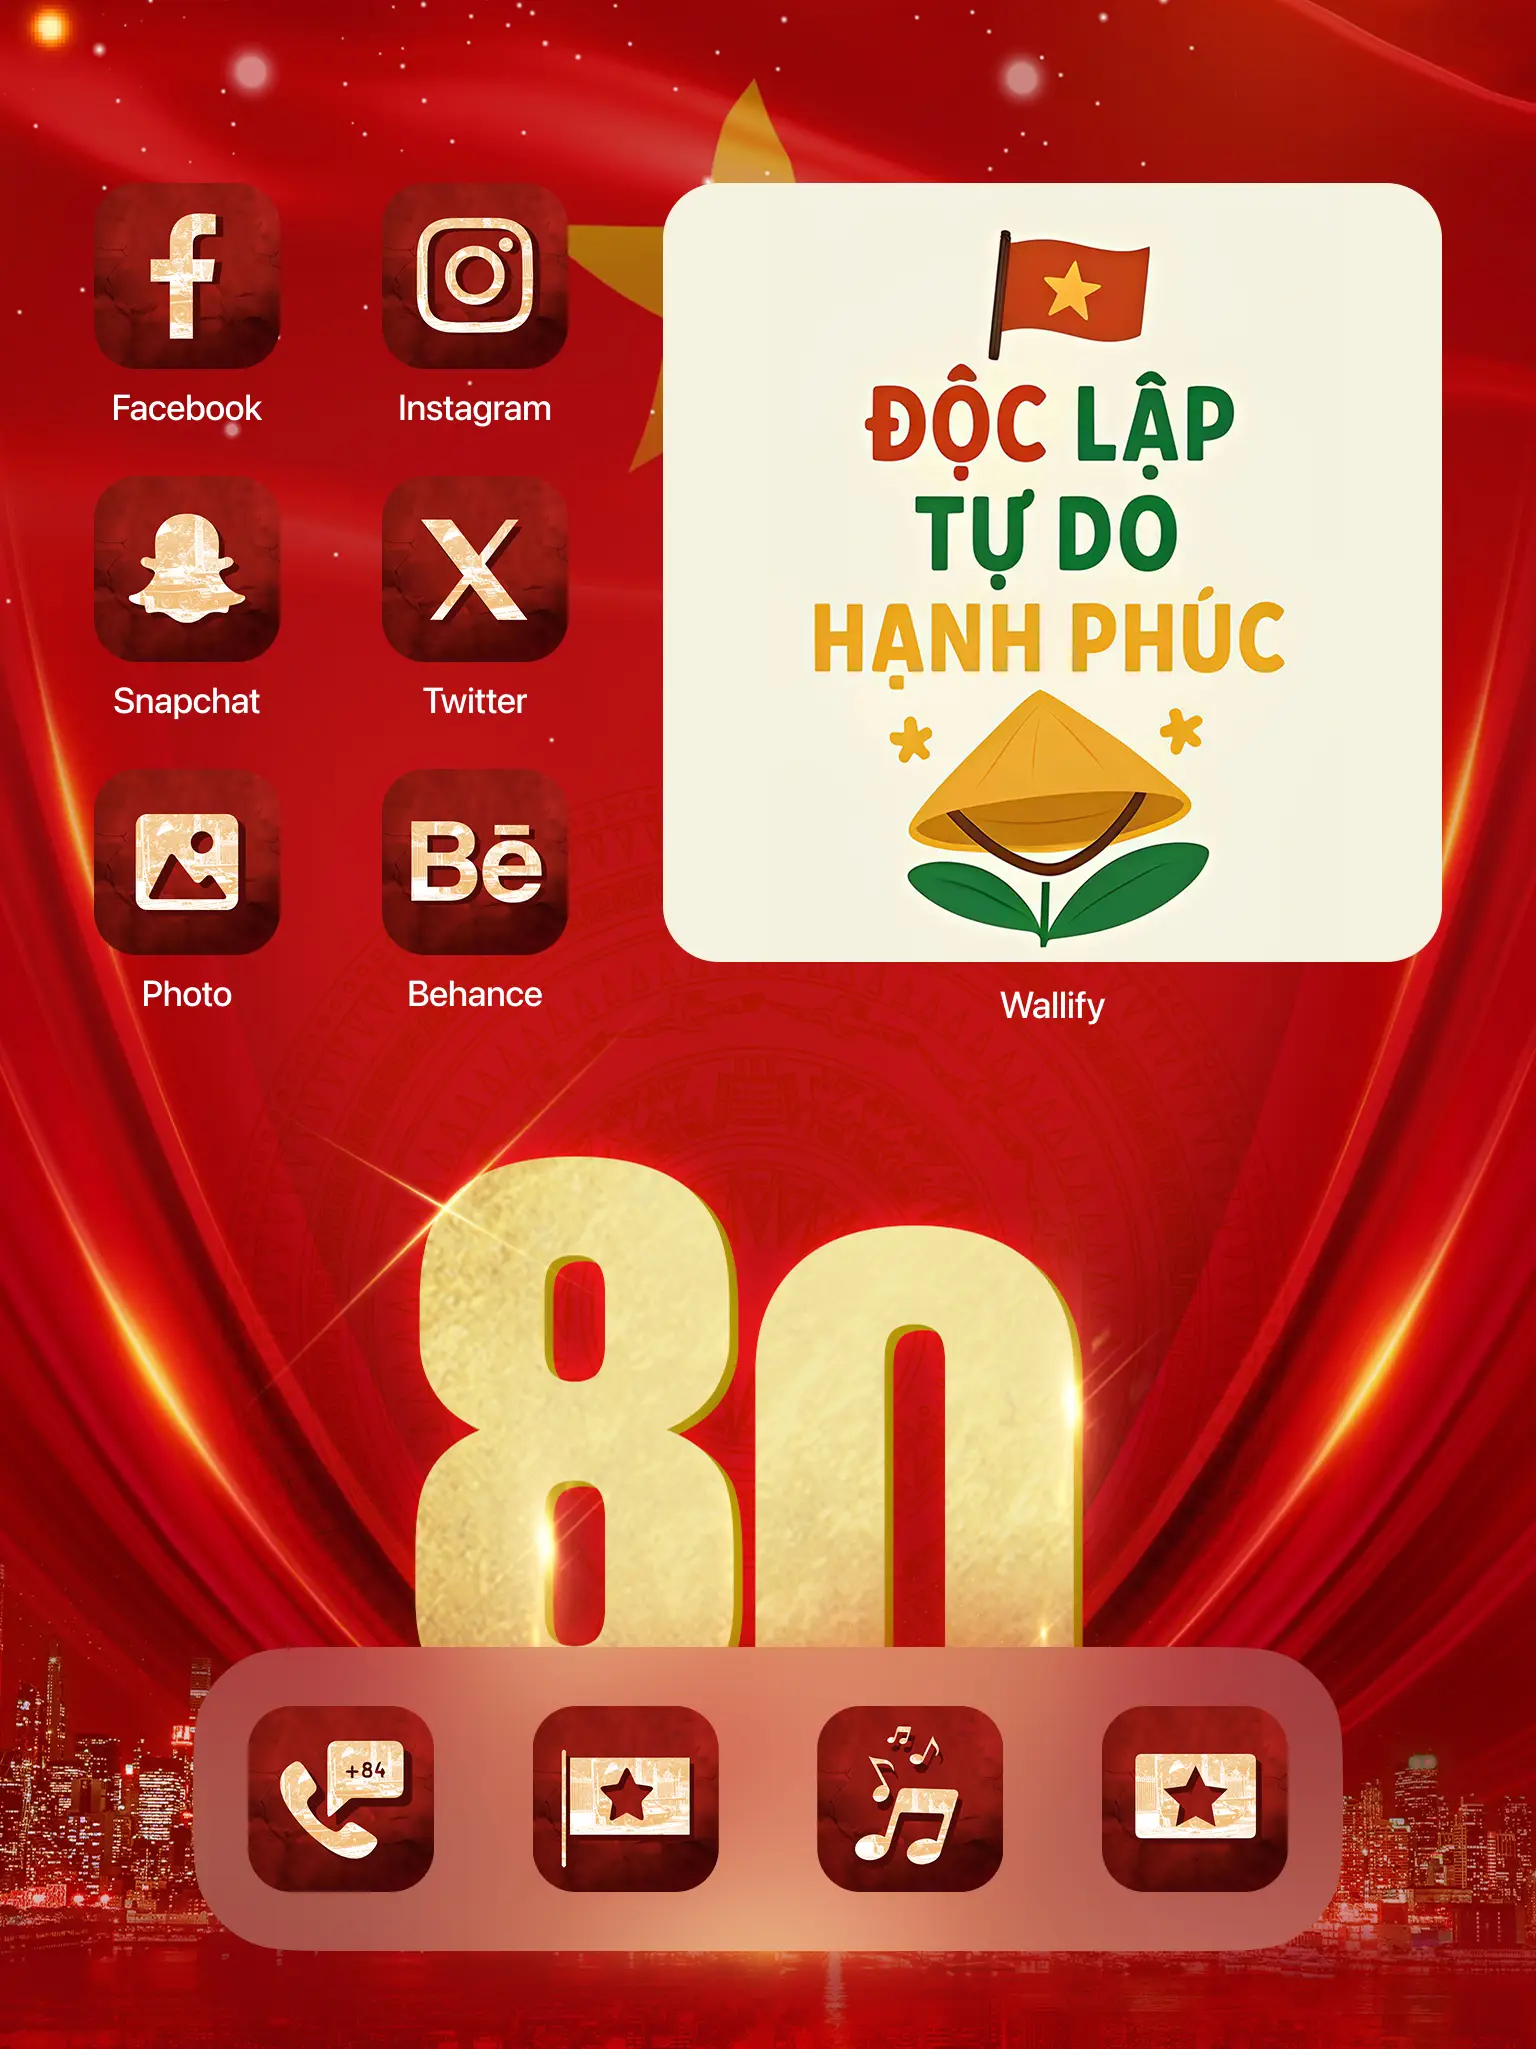 Facebook
Instagram
Snapchat
Twitter
Photo
Bē
Behance
ĐỘC LẬP
TỰ DO
HẠNH PHÚC
Wallify
80
+84